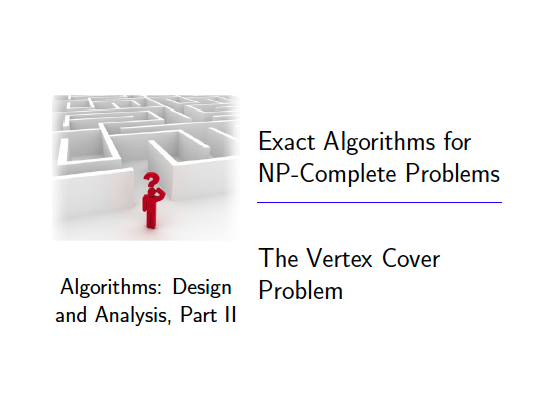 Exact Algorithms for
NP-Complete Problems
The Vertex Cover
Problem
Algorithms: Design
and Analysis, Part II
?